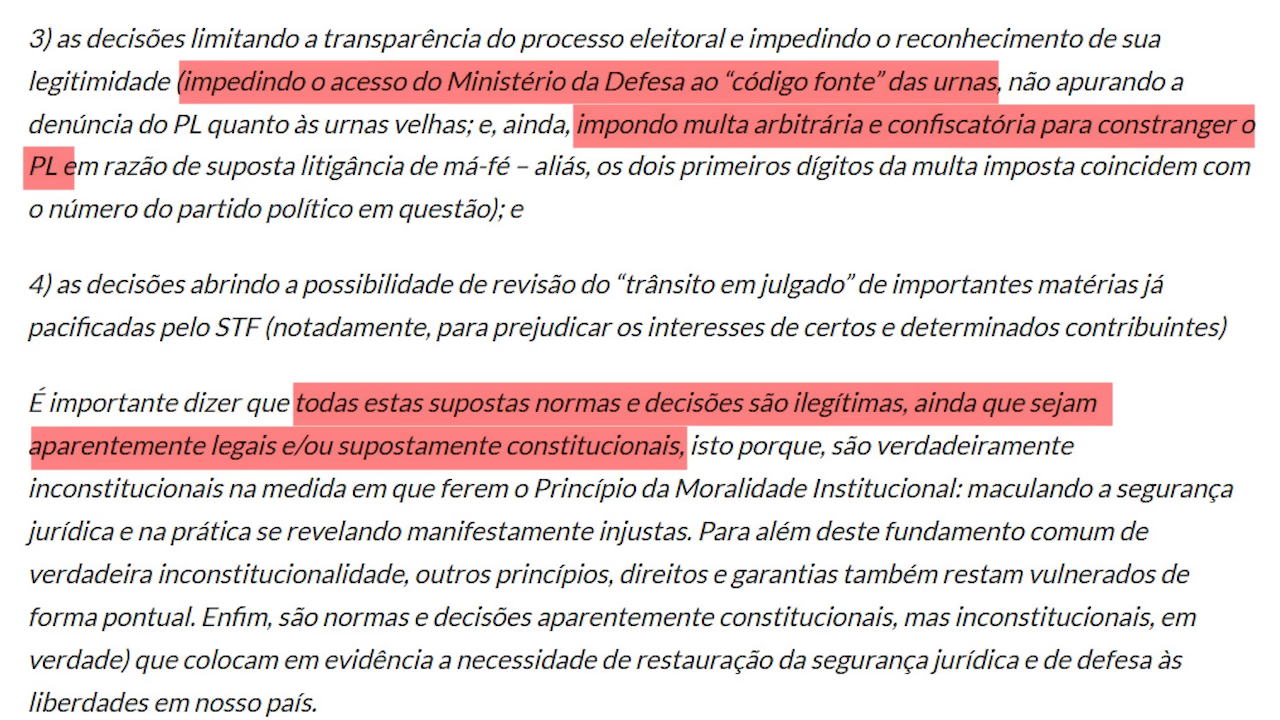 3) as decisões limitando a transparência do processo eleitoral e impedindo o reconhecimento de sua
legitimidade (impedindo o acesso do Ministério da Defesa ao “código fonte” das urnas, não apurando a
denúncia do PL quanto às urnas velhas; e, ainda, impondo multa arbitrária e confiscatória para constranger o
PL em razão de suposta litigância de má-fé – aliás, os dois primeiros dígitos da multa imposta coincidem com
o número do partido político em questão); e
4) as decisões abrindo a possibilidade de revisão do “trânsito em julgado” de importantes matérias já
pacificadas pelo STF (notadamente, para prejudicar os interesses de certos e determinados contribuintes)
É importante dizer que todas estas supostas normas e decisões são ilegítimas, ainda que sejam
aparentemente legais e/ou supostamente constitucionais, isto porque, são verdadeiramente
inconstitucionais na medida em que ferem o Princípio da Moralidade Institucional: maculando a segurança
jurídica e na prática se revelando manifestamente injustas. Para além deste fundamento comum de
verdadeira inconstitucionalidade, outros princípios, direitos e garantias também restam vulnerados de
forma pontual. Enfim, são normas e decisões aparentemente constitucionais, mas inconstitucionais, em
verdade) que colocam em evidência a necessidade de restauração da segurança jurídica e de defesa às
liberdades em nosso país.